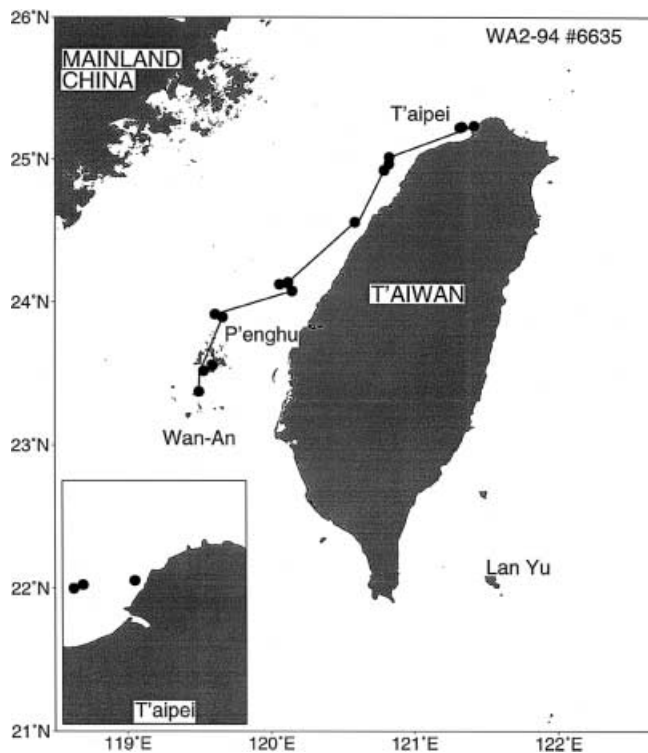 26°N
WA2-94 #6635
MAINLAND
CHINA
T'aipei
25°N
T'AIWAN
24°N
P'enghu
23°N
Wan-An
22°N
Lan Yu
T'aipei
21°N
119°E
120°E
121°E
122°E